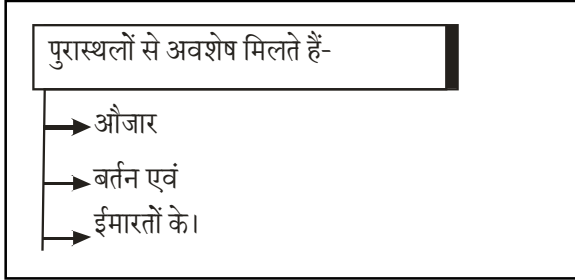 पुरास्थलों से अवशेष मिलते हैं-
औजार
बर्तन एवं
ईमारतों के।